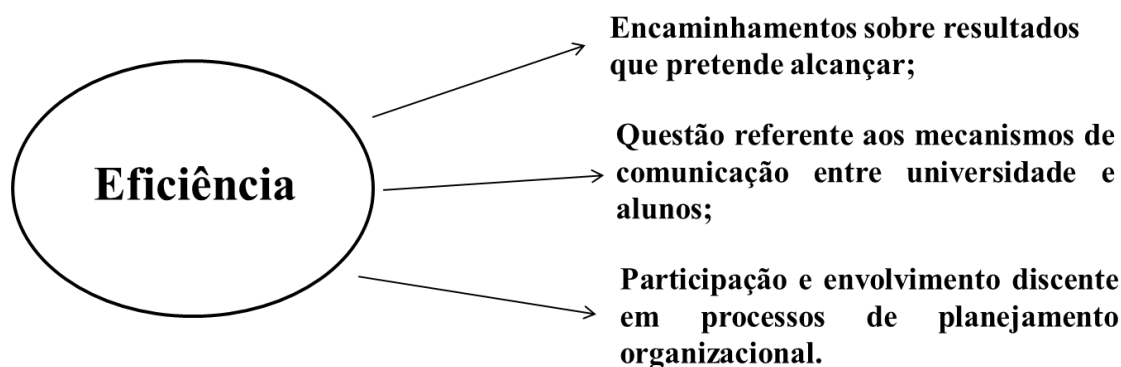 Eficiência
Encaminhamentos sobre resultados
que pretende alcançar;
Questão referente aos mecanismos de
comunicação entre universidade e
alunos;
Participação e envolvimento discente
em processos de planejamento
organizacional.